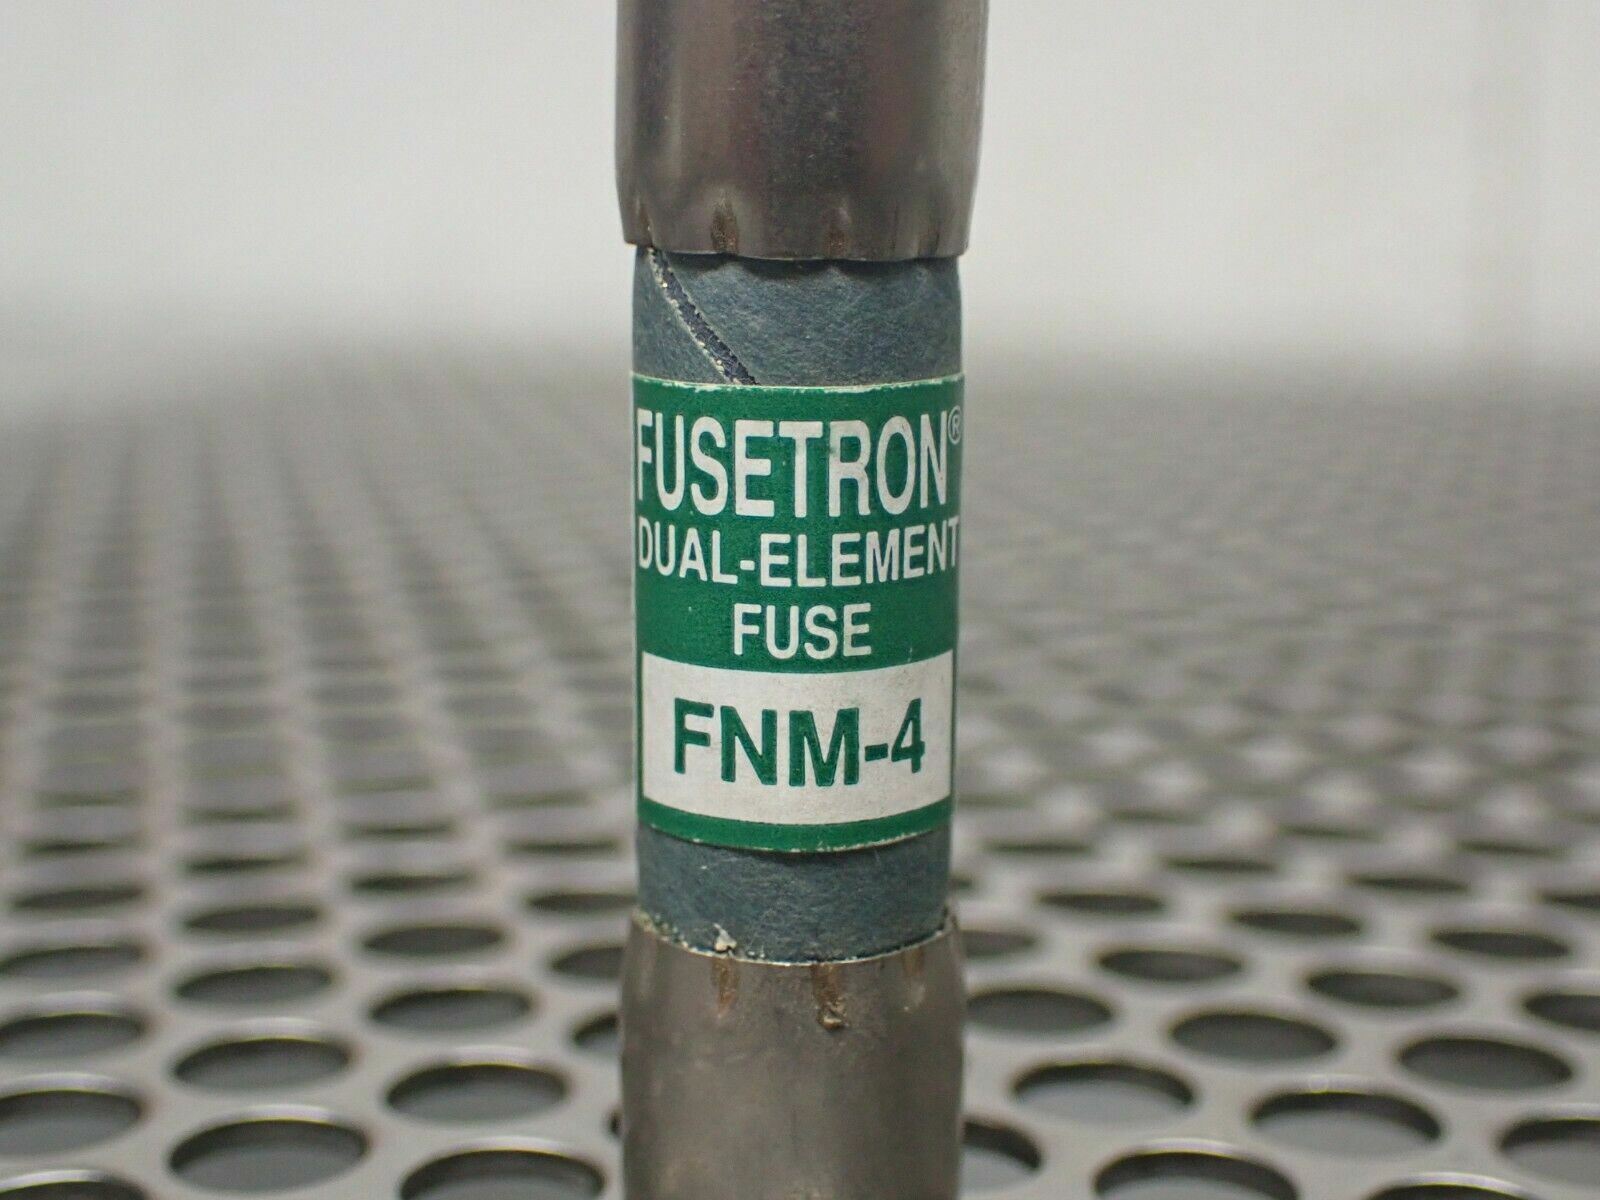 FUSETRON®
DUAL-ELEMENT
FUSE
FNM-4